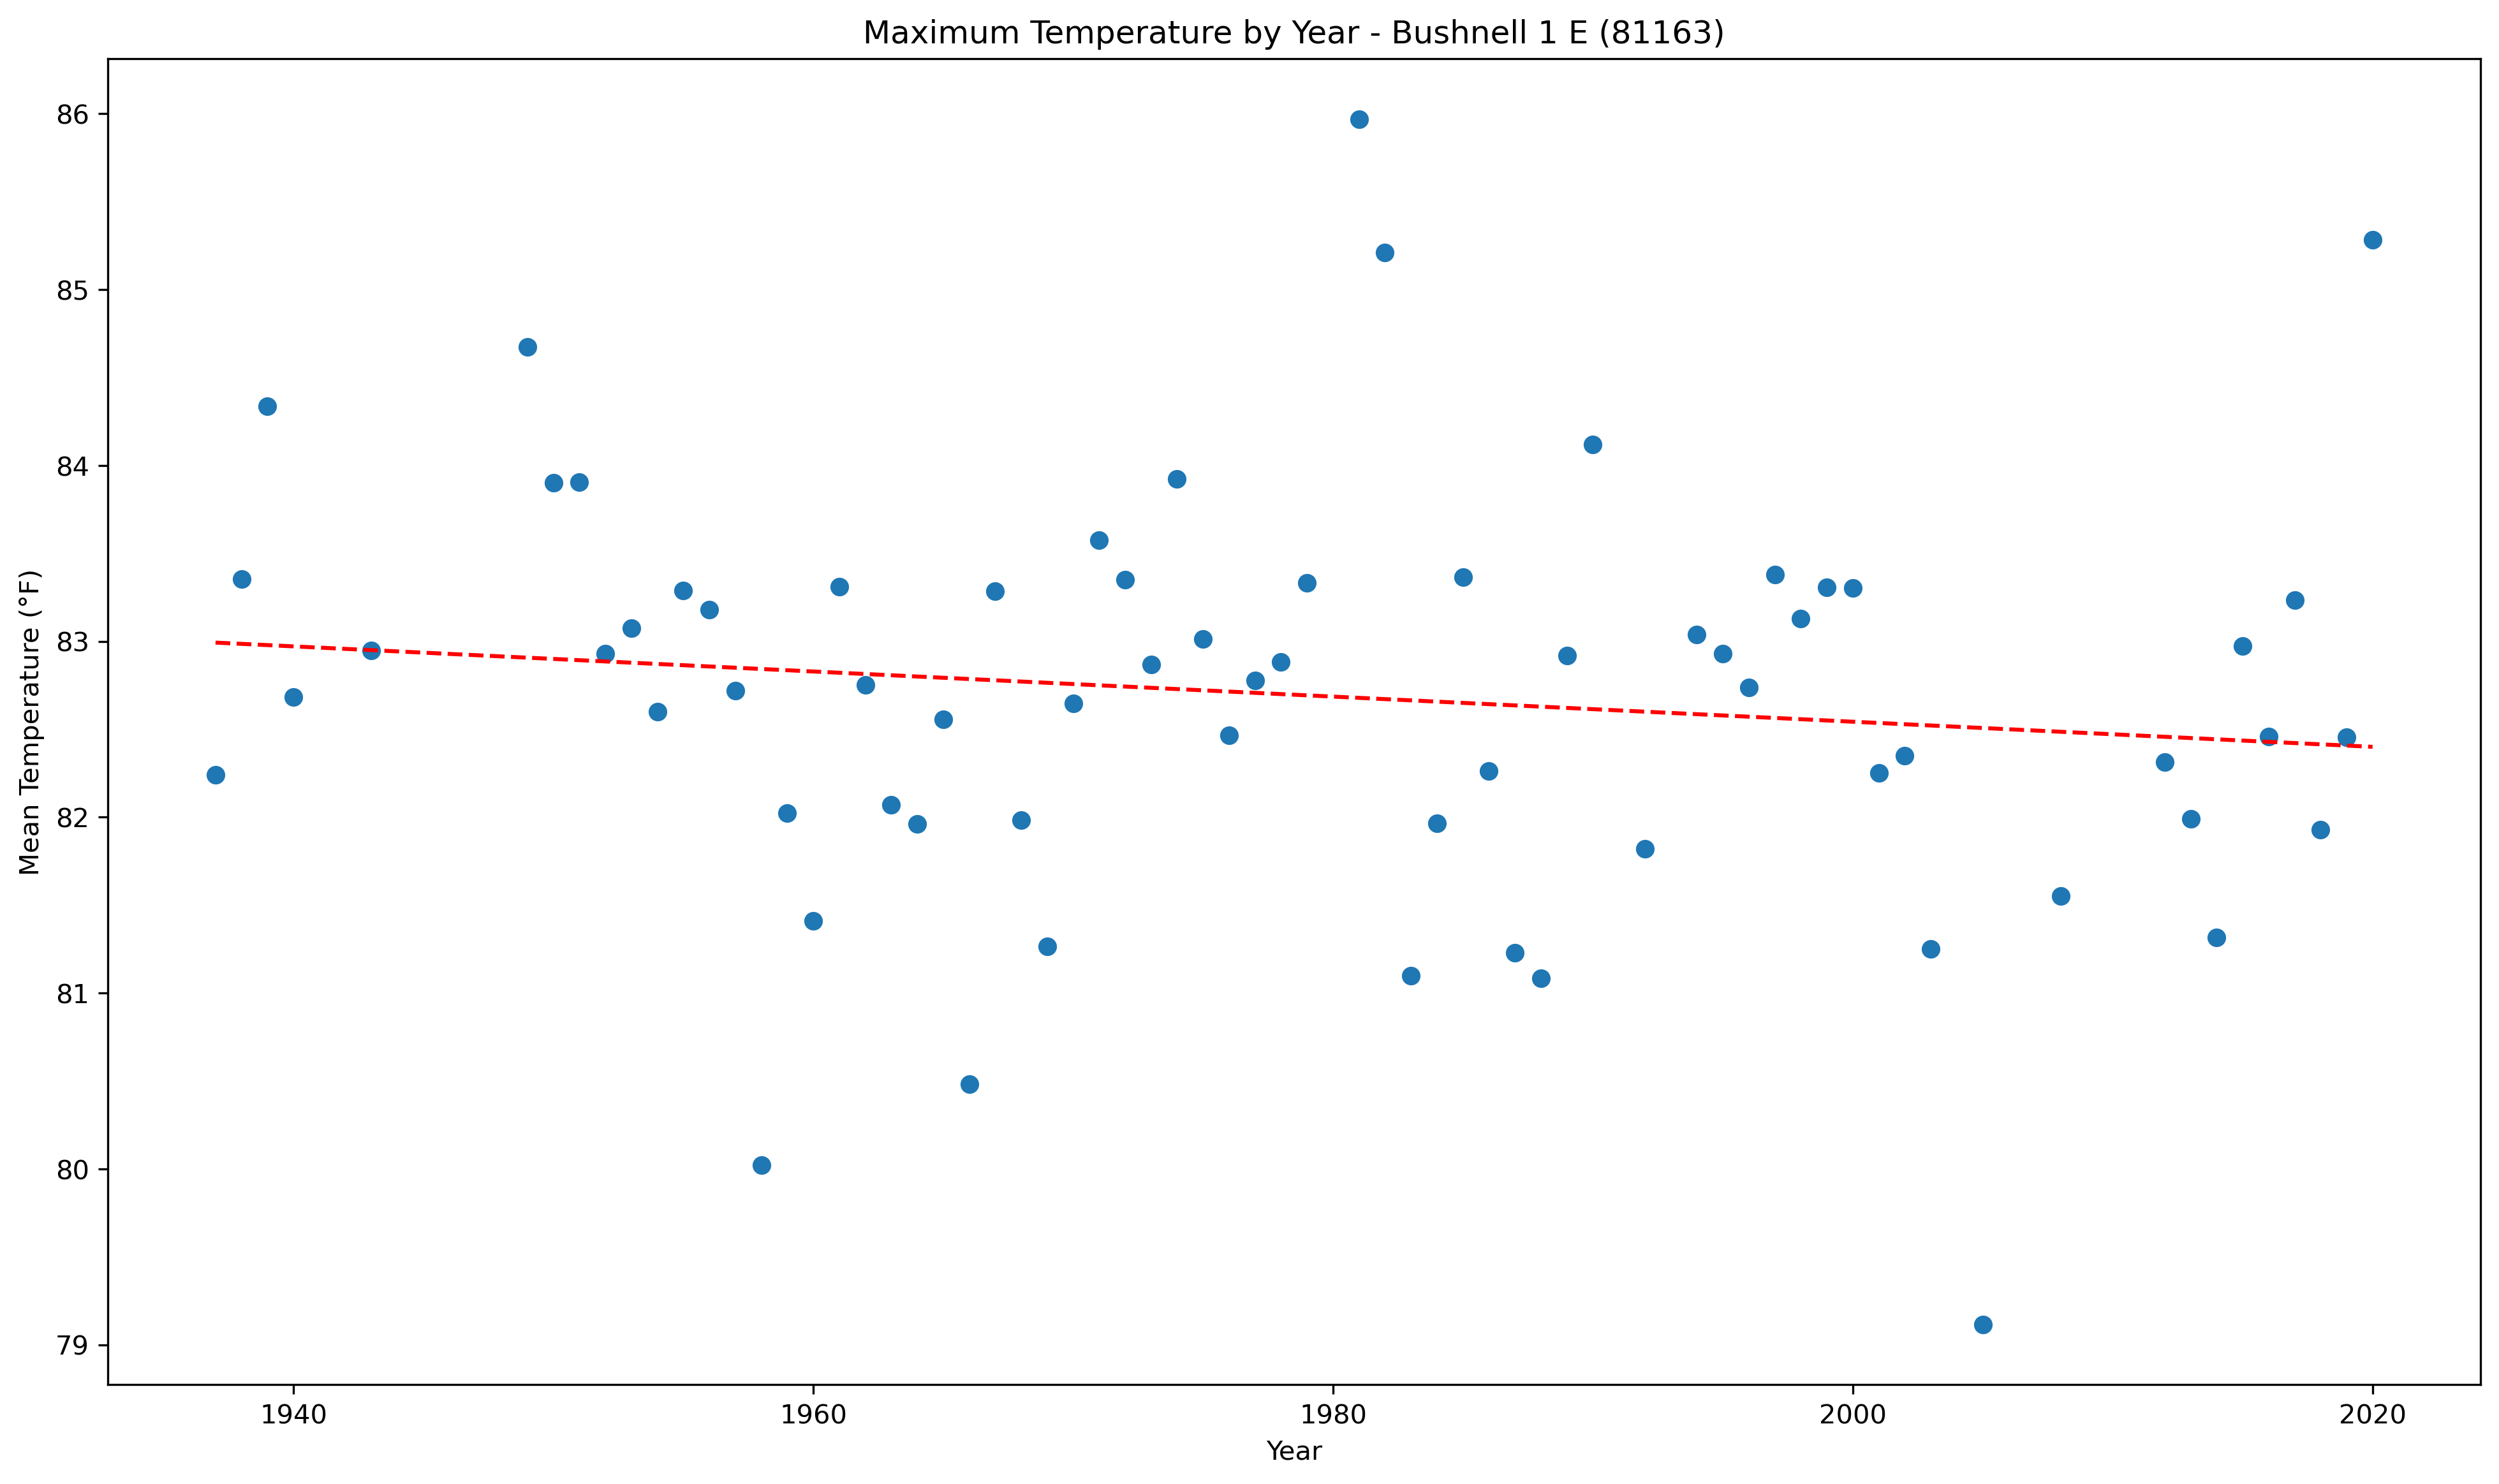 Maximum Temperature by Year - Bushnell 1 E (81163)
Mean Temperature (°F)
86
85
84
83
82
81
80
79
1940 1960 1980 2000 2020
Year